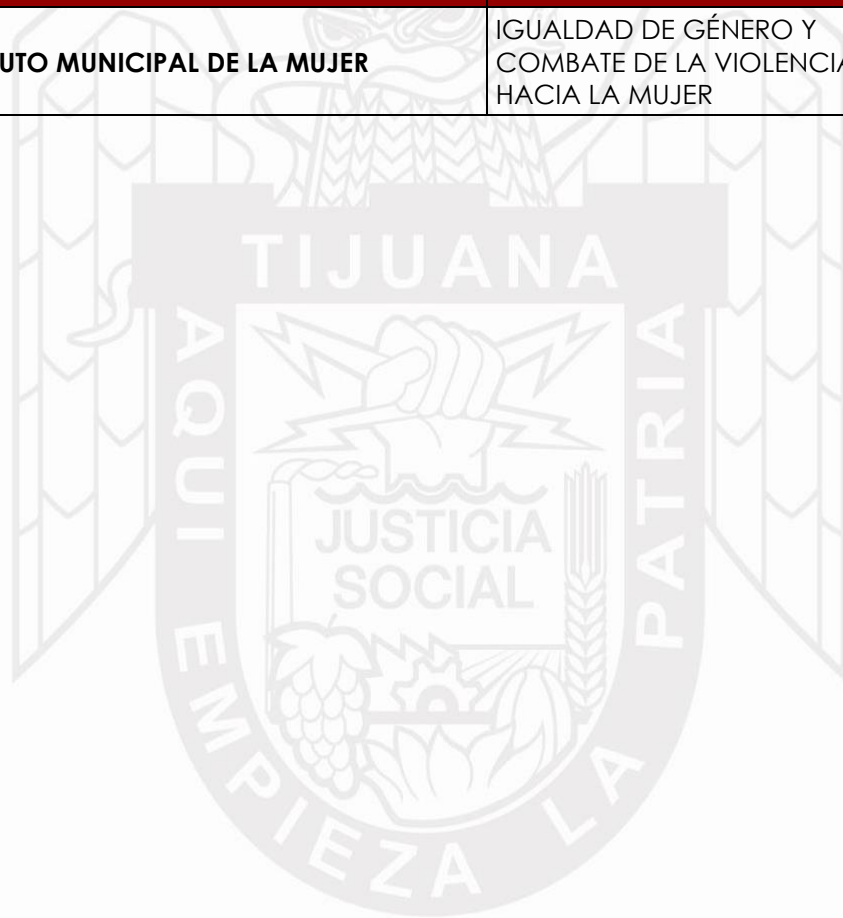 UTO MUNICIPAL DE LA MUJER
IGUALDAD DE GÉNERO Y
COMBATE DE LA VIOLENCIA
HACIA LA MUJER
TIJUANA
AQUI EMPIEZA LA PATRIA
JUSTICIA
SOCIAL